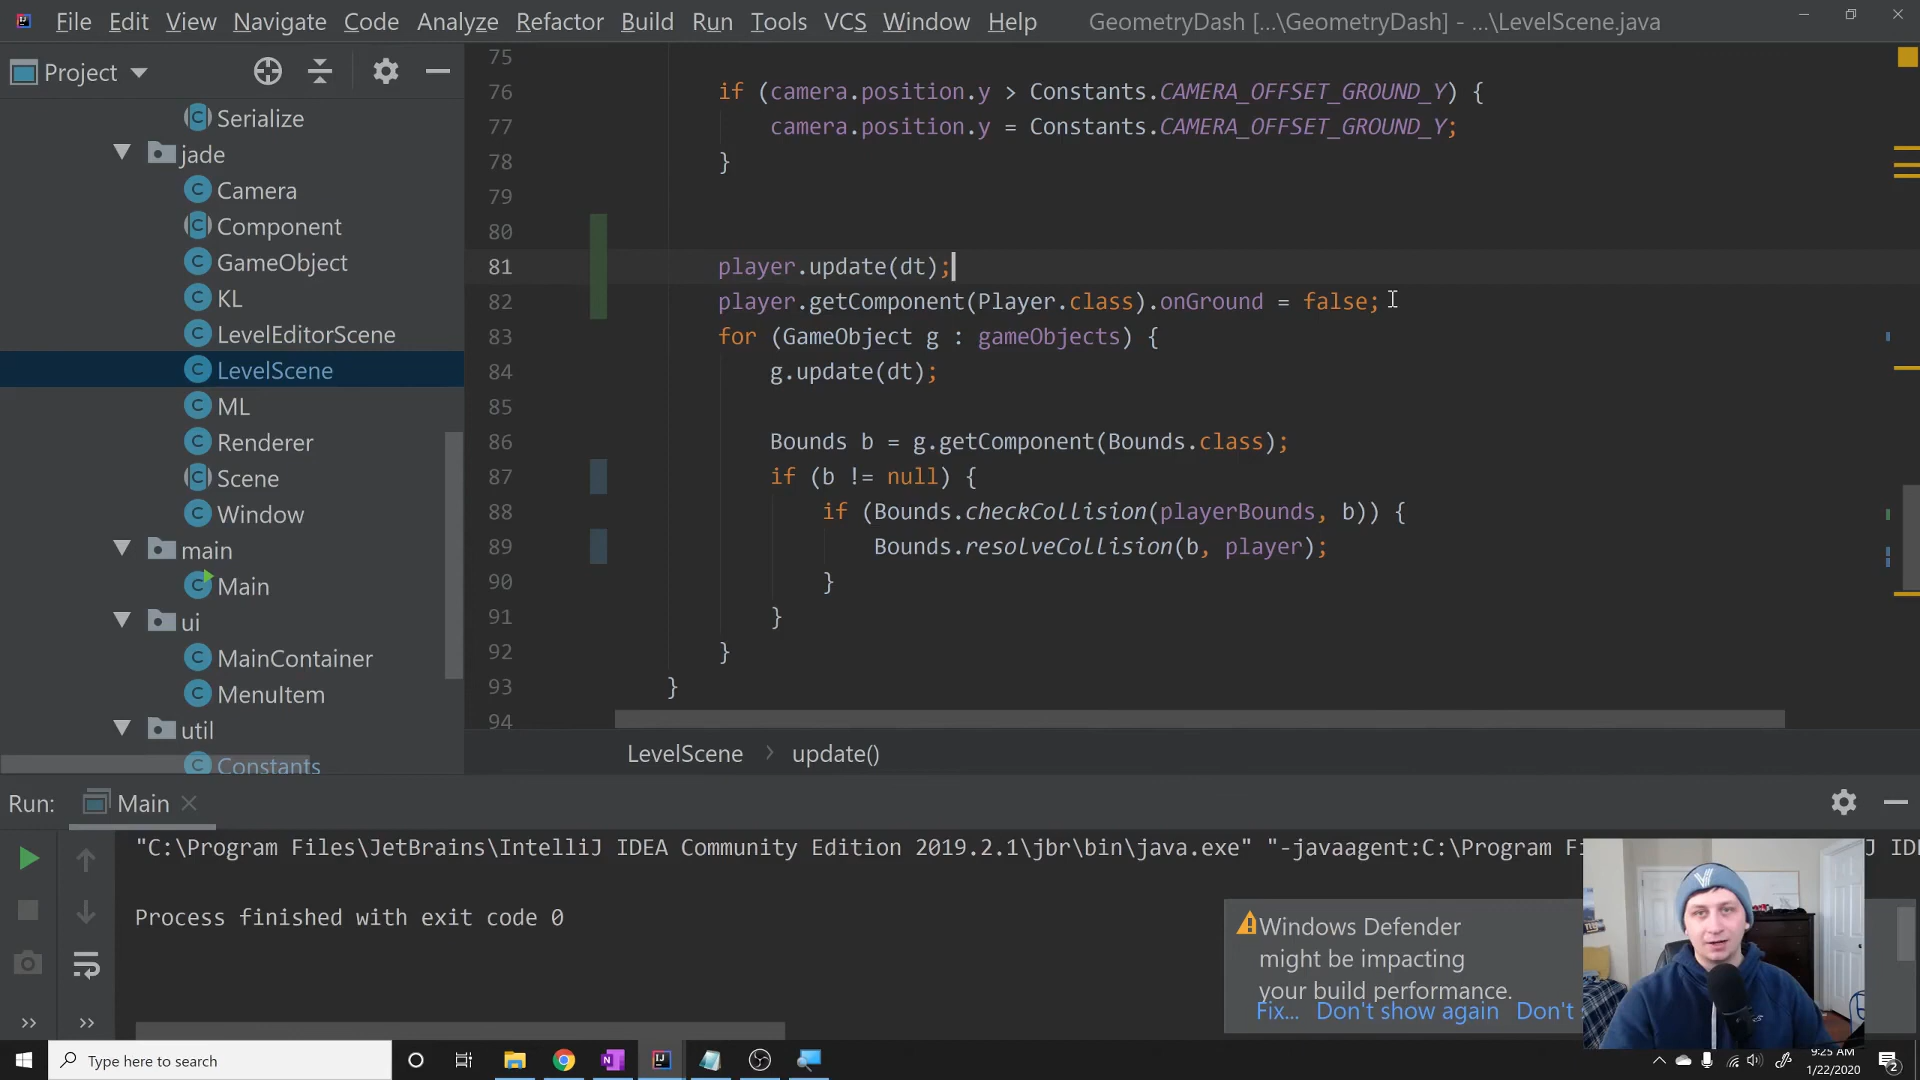 File Edit View Navigate Code Analyze Refactor Build Run Tools VCS Window Help GeometryDash [...\GeometryDash] - ...\LevelScene.java
Project
Serialize
jade
Camera
Component
GameObject
KL
LevelEditorScene
LevelScene
ML
Renderer
Scene
Window
main
Main
ui
MainContainer
MenuItem
util
Constants
75
76 if (camera.position.y > Constants.CAMERA_OFFSET_GROUND_Y) {
77 camera.position.y = Constants.CAMERA_OFFSET_GROUND_Y;
78 }
79
80
81 player.update(dt);
82 player.getComponent(Player.class).onGround = false;
83 for (GameObject g : gameObjects) {
84 g.update(dt);
85
86 Bounds b = g.getComponent(Bounds.class);
87 if (b != null) {
88 if (Bounds.checkCollision(playerBounds, b)) {
89 Bounds.resolveCollision(b, player);
90 }
91 }
92 }
93 }
94
LevelScene > update()
Run: Main
"C:\Program Files\JetBrains\IntelliJ IDEA Community Edition 2019.2.1\jbr\bin\java.exe" "-javaagent:C:\Program Fi
J IDE
Process finished with exit code 0
Windows Defender
might be impacting
your build performance.
Fix... Don't show again Don't
Type here to search
9:25 AM
1/22/2020
2